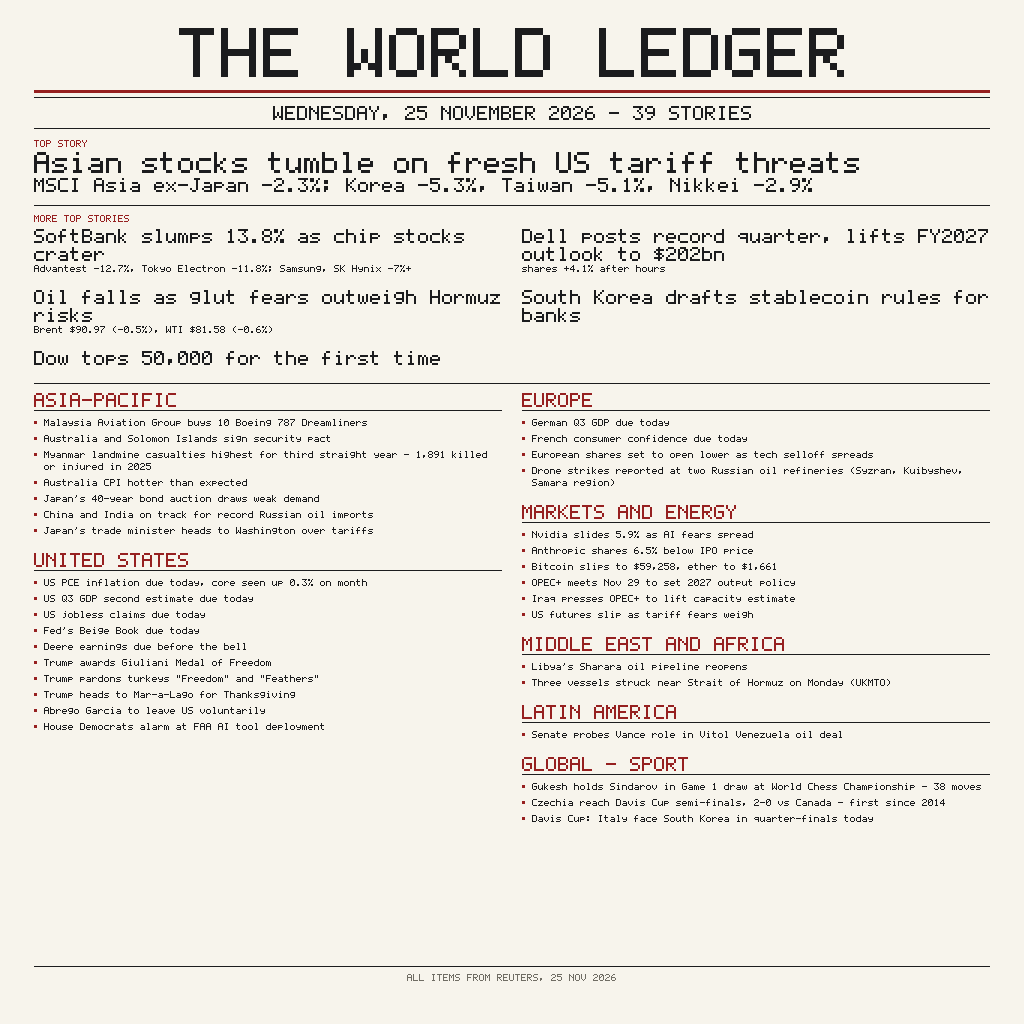 THE WORLD LEDGER
WEDNESDAY, 25 NOVEMBER 2026 - 39 STORIES
TOP STORY
Asian stocks tumble on fresh US tariff threats
MSCI Asia ex-Japan -2.3%; Korea -5.3%, Taiwan -5.1%, Nikkei -2.9%
MORE TOP STORIES
SoftBank slumps 13.8% as chip stocks
crater
Advantest -12.7%, Tokyo Electron -11.8%; Samsung, SK Hynix -7%+
Dell posts record quarter, lifts FY2027
outlook to $202bn
shares +4.1% after hours
Oil falls as glut fears outweigh Hormuz
risks
Brent $90.97 (-0.5%), WTI $81.58 (-0.6%)
South Korea drafts stablecoin rules for
banks
Dow tops 50,000 for the first time
ASIA-PACIFIC
• Malaysia Aviation Group buys 10 Boeing 787 Dreamliners
• Australia and Solomon Islands sign security pact
• Myanmar landmine casualties highest for third straight year - 1,891 killed
or injured in 2025
• Australia CPI hotter than expected
• Japan's 40-year bond auction draws weak demand
• China and India on track for record Russian oil imports
• Japan's trade minister heads to Washington over tariffs
UNITED STATES
• US PCE inflation due today, core seen up 0.3% on month
• US Q3 GDP second estimate due today
• US jobless claims due today
• Fed's Beige Book due today
• Deere earnings due before the bell
• Trump awards Giuliani Medal of Freedom
• Trump pardons turkeys "Freedom" and "Feathers"
• Trump heads to Mar-a-Lago for Thanksgiving
• Abrego Garcia to leave US voluntarily
• House Democrats alarm at FAA AI tool deployment
EUROPE
• German Q3 GDP due today
• French consumer confidence due today
• European shares set to open lower as tech selloff spreads
• Drone strikes reported at two Russian oil refineries (Syzran, Kuibyshev,
Samara region)
MARKETS AND ENERGY
• Nvidia slides 5.9% as AI fears spread
• Anthropic shares 6.5% below IPO price
• Bitcoin slips to $59,258, ether to $1,661
• OPEC+ meets Nov 29 to set 2027 output policy
• Iraq presses OPEC+ to lift capacity estimate
• US futures slip as tariff fears weigh
MIDDLE EAST AND AFRICA
• Libya's Sharara oil pipeline reopens
• Three vessels struck near Strait of Hormuz on Monday (UKMTO)
LATIN AMERICA
• Senate probes Vance role in Vitol Venezuela oil deal
GLOBAL - SPORT
• Gukesh holds Sindarov in Game 1 draw at World Chess Championship - 38 moves
• Czechia reach Davis Cup semi-finals, 2-0 vs Canada - first since 2014
• Davis Cup: Italy face South Korea in quarter-finals today
ALL ITEMS FROM REUTERS, 25 NOV 2026